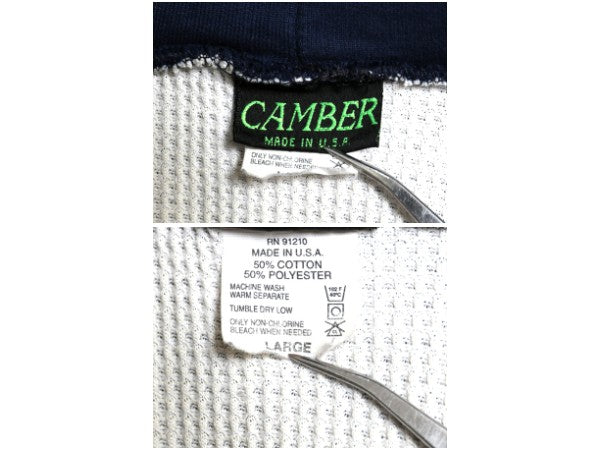 CAMBER
MADE IN U.S.A
ONLY NON-CHLORINE
BLEACH WHEN NEEDED
RN 91210
MADE IN U.S.A.
50% COTTON
50% POLYESTER
MACHINE WASH
WARM SEPARATE
TUMBLE DRY LOW
ONLY NON-CHLORINE
BLEACH WHEN NEEDED
LARGE